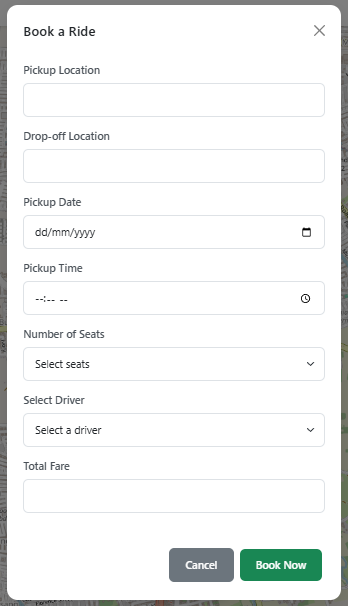 Book a Ride
Pickup Location
Drop-off Location
Pickup Date
dd/mm/yyyy
Pickup Time
--:-- --
Number of Seats
Select seats
Select Driver
Select a driver
Total Fare
Cancel
Book Now